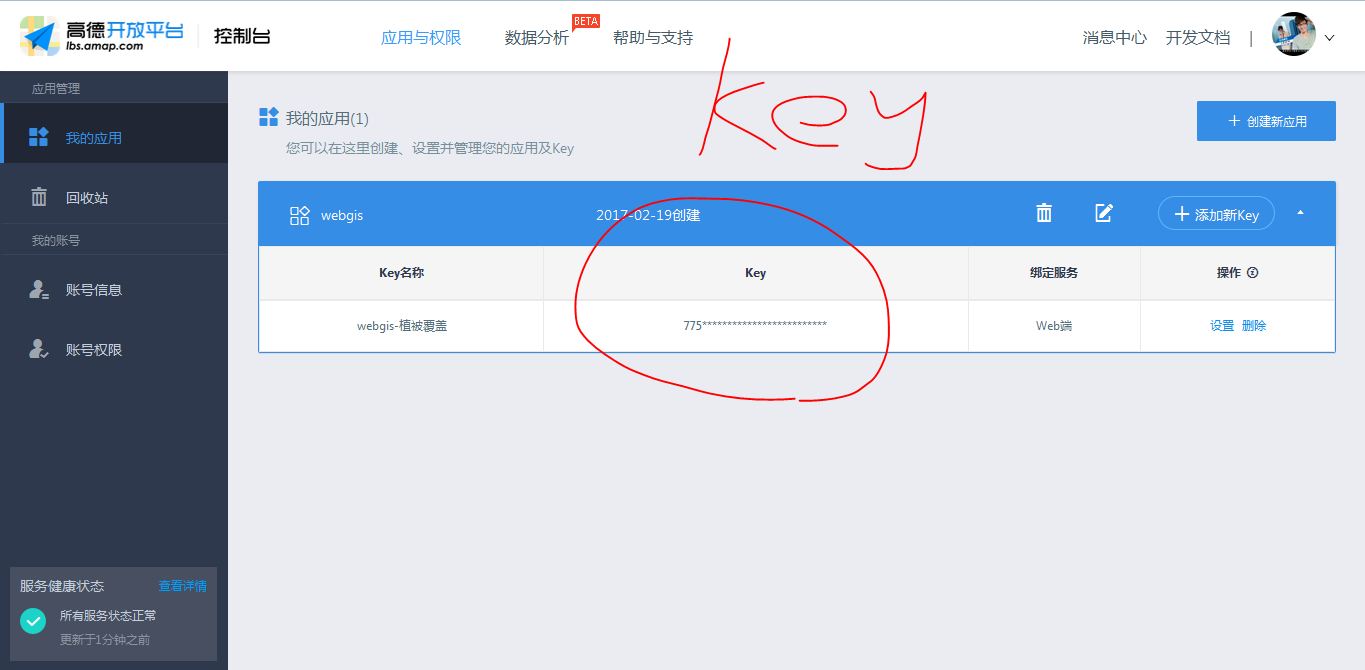 高德开放平台
lbs.amap.com
控制台
应用与权限
数据分析
BETA
帮助与支持
消息中心
开发文档
|
key
应用管理
我的应用
回收站
我的账号
账号信息
账号权限
我的应用(1)
您可以在这里创建、设置并管理您的应用及Key
+ 创建新应用
webgis
2017-02-19创建
+ 添加新Key
Key名称
Key
绑定服务
操作
webgis-植被覆盖
775*************************
Web端
设置 删除
服务健康状态
查看详情
所有服务状态正常
更新于1分钟之前